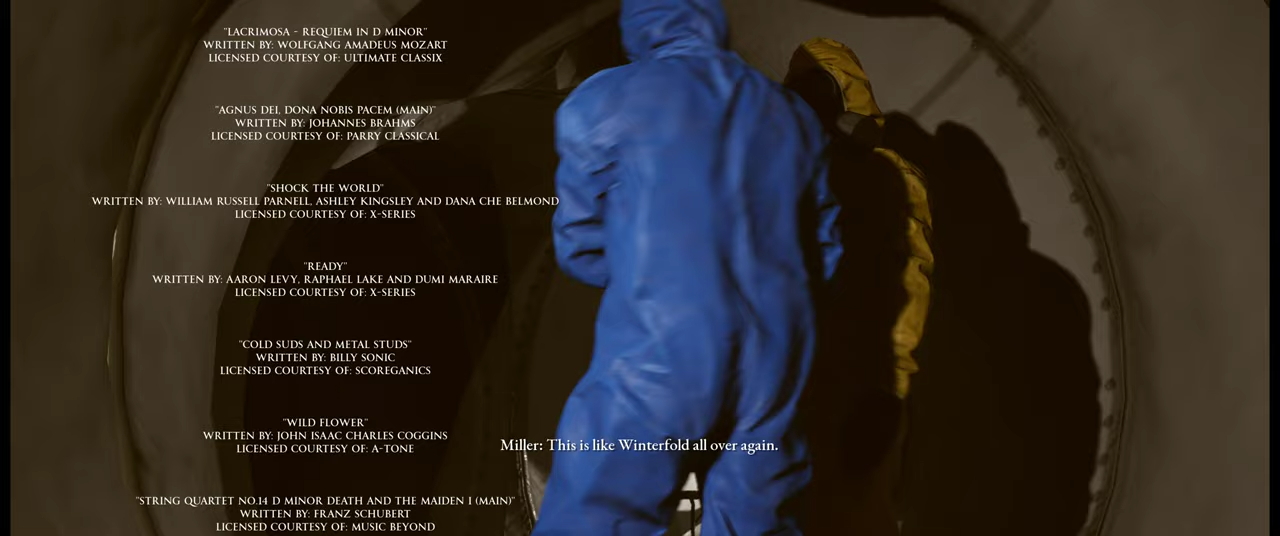 "LACRIMOSA - REQUIEM IN D MINOR"
WRITTEN BY: WOLFGANG AMADEUS MOZART
LICENSED COURTESY OF: ULTIMATE CLASSIX
"AGNUS DEI, DONA NOBIS PACEM (MAIN)"
WRITTEN BY: JOHANNES BRAHMS
LICENSED COURTESY OF: PARRY CLASSICAL
"SHOCK THE WORLD"
WRITTEN BY: WILLIAM RUSSELL PARNELL, ASHLEY KINGSLEY AND DANA CHE BELMOND
LICENSED COURTESY OF: X-SERIES
"READY"
WRITTEN BY: AARON LEVY, RAPHAEL LAKE AND DUMI MARAIRE
LICENSED COURTESY OF: X-SERIES
"COLD SUDS AND METAL STUDS"
WRITTEN BY: BILLY SONIC
LICENSED COURTESY OF: SCOREGANICS
"WILD FLOWER"
WRITTEN BY: JOHN ISAAC CHARLES COGGINS
LICENSED COURTESY OF: A-TONE
Miller: This is like Winterfold all over again.
"STRING QUARTET NO.14 D MINOR DEATH AND THE MAIDEN I (MAIN)"
WRITTEN BY: FRANZ SCHUBERT
LICENSED COURTESY OF: MUSIC BEYOND